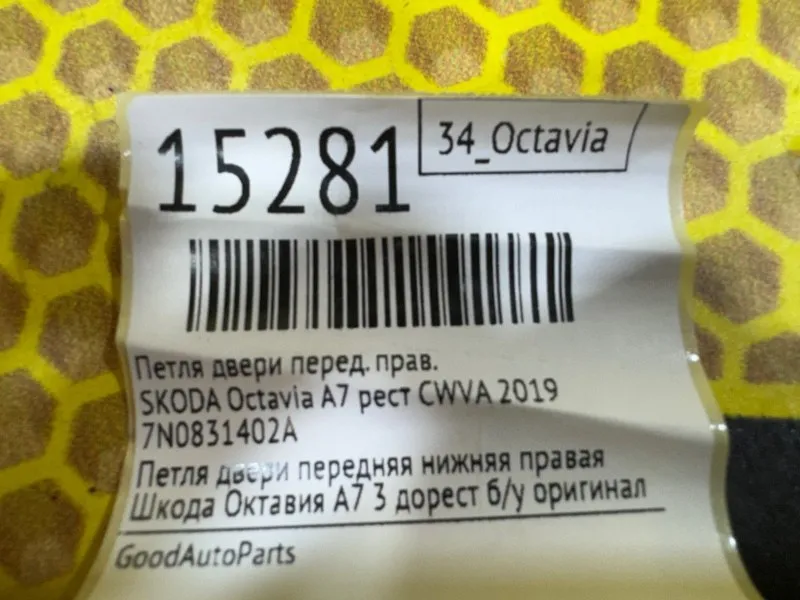 15281
34_Octavia
Петля двери перед. прав.
SKODA Octavia A7 рест CWVA 2019
7N0831402A
Петля двери передняя нижняя правая
Шкода Октавия А7 3 дорест б/у оригинал
GoodAutoParts